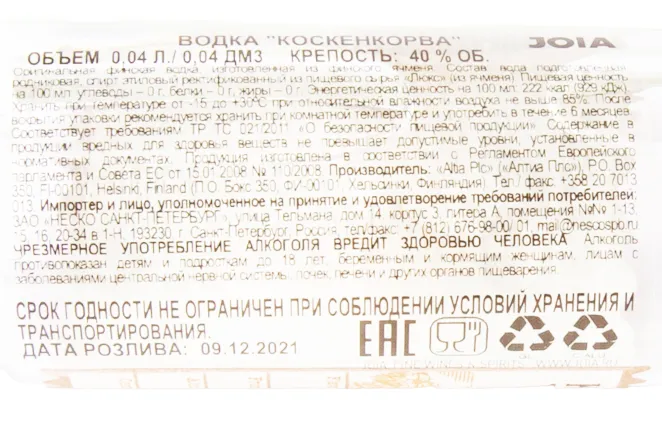 ВОДКА "КОСКЕНКОРВА" JOIA
ОБЪЕМ 0,04 Л./ 0,04 ДМ3 КРЕПОСТЬ: 40 % ОБ.
Оригинальная финская водка, изготовленная из финского ячменя. Состав: вода подготовленная
родниковая, спирт этиловый ректификованный из пищевого сырья «Люкс» (из ячменя) Пищевая ценность
на 100 мл: углеводы – 0 г, белки – 0 г, жиры – 0 г. Энергетическая ценность на 100 мл: 222 ккал (929 кДж).
Хранить при температуре от -15 до +30°С при относительной влажности воздуха не выше 85%. После
вскрытия упаковки рекомендуется хранить при комнатной температуре и употребить в течение 6 месяцев.
Соответствует требованиям ТР ТС 021/2011 «О безопасности пищевой продукции». Содержание в
продукции вредных для здоровья веществ не превышает допустимые уровни, установленные в
нормативных документах. Продукция изготовлена в соответствии с Регламентом Европейского
парламента и Совета ЕС от 15.01.2008 № 110/2008. Производитель: «Altia Plc» («Алтиа Плс»), P.O. Box
350, FI-00101, Helsinki, Finland (П.О. Бокс 350, ФИ-00101, Хельсинки, Финляндия) Тел./ факс: +358 20 7013
013. Импортер и лицо, уполномоченное на принятие и удовлетворение требований потребителей:
ЗАО «НЕСКО САНКТ-ПЕТЕРБУРГ», улица Тельмана дом 14, корпус 3, литера А, помещения №№ 1-13,
15, 16, 20-34 в 1-Н, 193230 г. Санкт-Петербург, Россия, тел/факс: +7 (812) 676-98-00/ 01, mail@nescospb.ru
ЧРЕЗМЕРНОЕ УПОТРЕБЛЕНИЕ АЛКОГОЛЯ ВРЕДИТ ЗДОРОВЬЮ ЧЕЛОВЕКА. Алкоголь
противопоказан детям и подросткам до 18 лет, беременным и кормящим женщинам, лицам с
заболеваниями центральной нервной системы, почек, печени и других органов пищеварения.
СРОК ГОДНОСТИ НЕ ОГРАНИЧЕН ПРИ СОБЛЮДЕНИИ УСЛОВИЙ ХРАНЕНИЯ И
ТРАНСПОРТИРОВАНИЯ.
ДАТА РОЗЛИВА: 09.12.2021 EAC